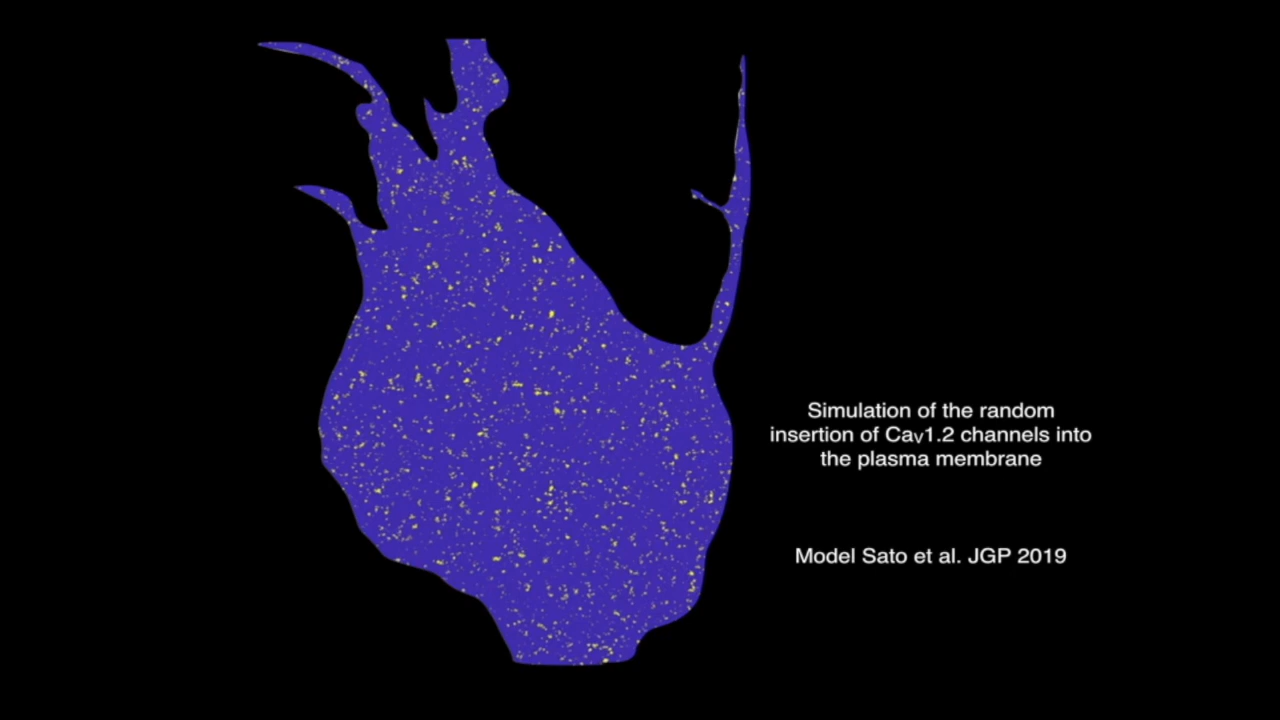 Simulation of the random
insertion of Cav1.2 channels into
the plasma membrane
Model Sato et al. JGP 2019